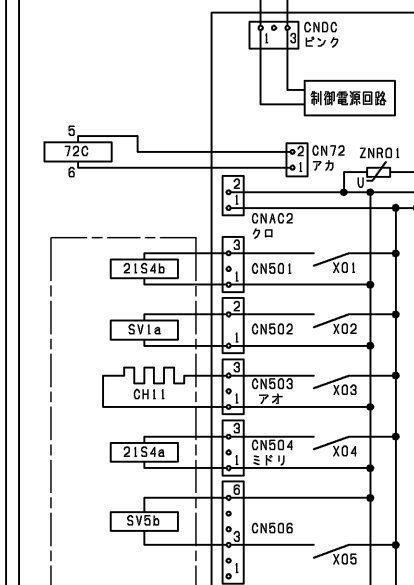 CNDC
ピンク
1 3
制御電源回路
5
72C
6
2
1
CN72
アカ
ZNR01
U
2
1
CNAC2
クロ
21S4b
3
1
CN501
X01
SV1a
2
1
CN502
X02
CH11
3
1
CN503
アオ
X03
21S4a
3
1
CN504
ミドリ
X04
SV5b
6
3
1
CN506
X05